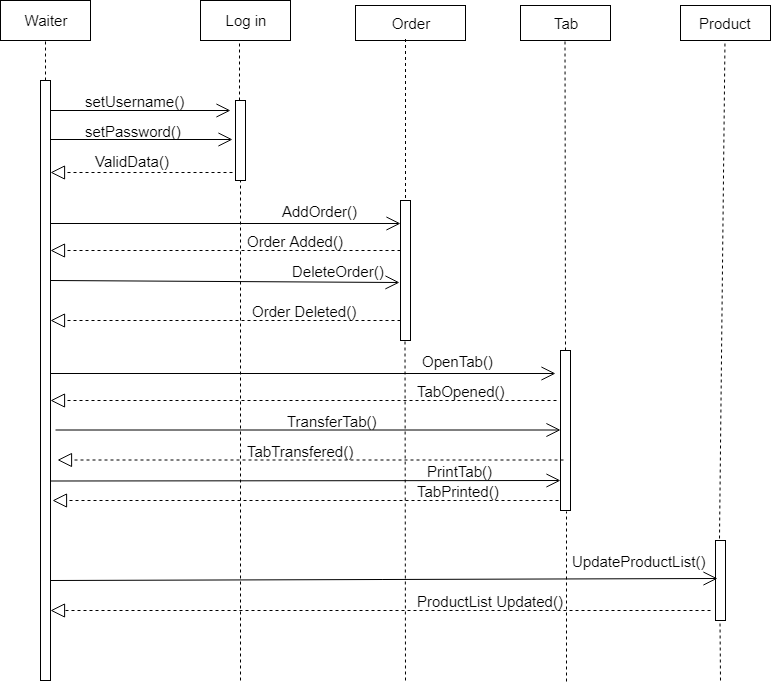 Waiter
Log in
Order
Tab
Product
setUsername()
setPassword()
ValidData()
AddOrder()
Order Added()
DeleteOrder()
Order Deleted()
OpenTab()
TabOpened()
TransferTab()
TabTransfered()
PrintTab()
TabPrinted()
UpdateProductList()
ProductList Updated()